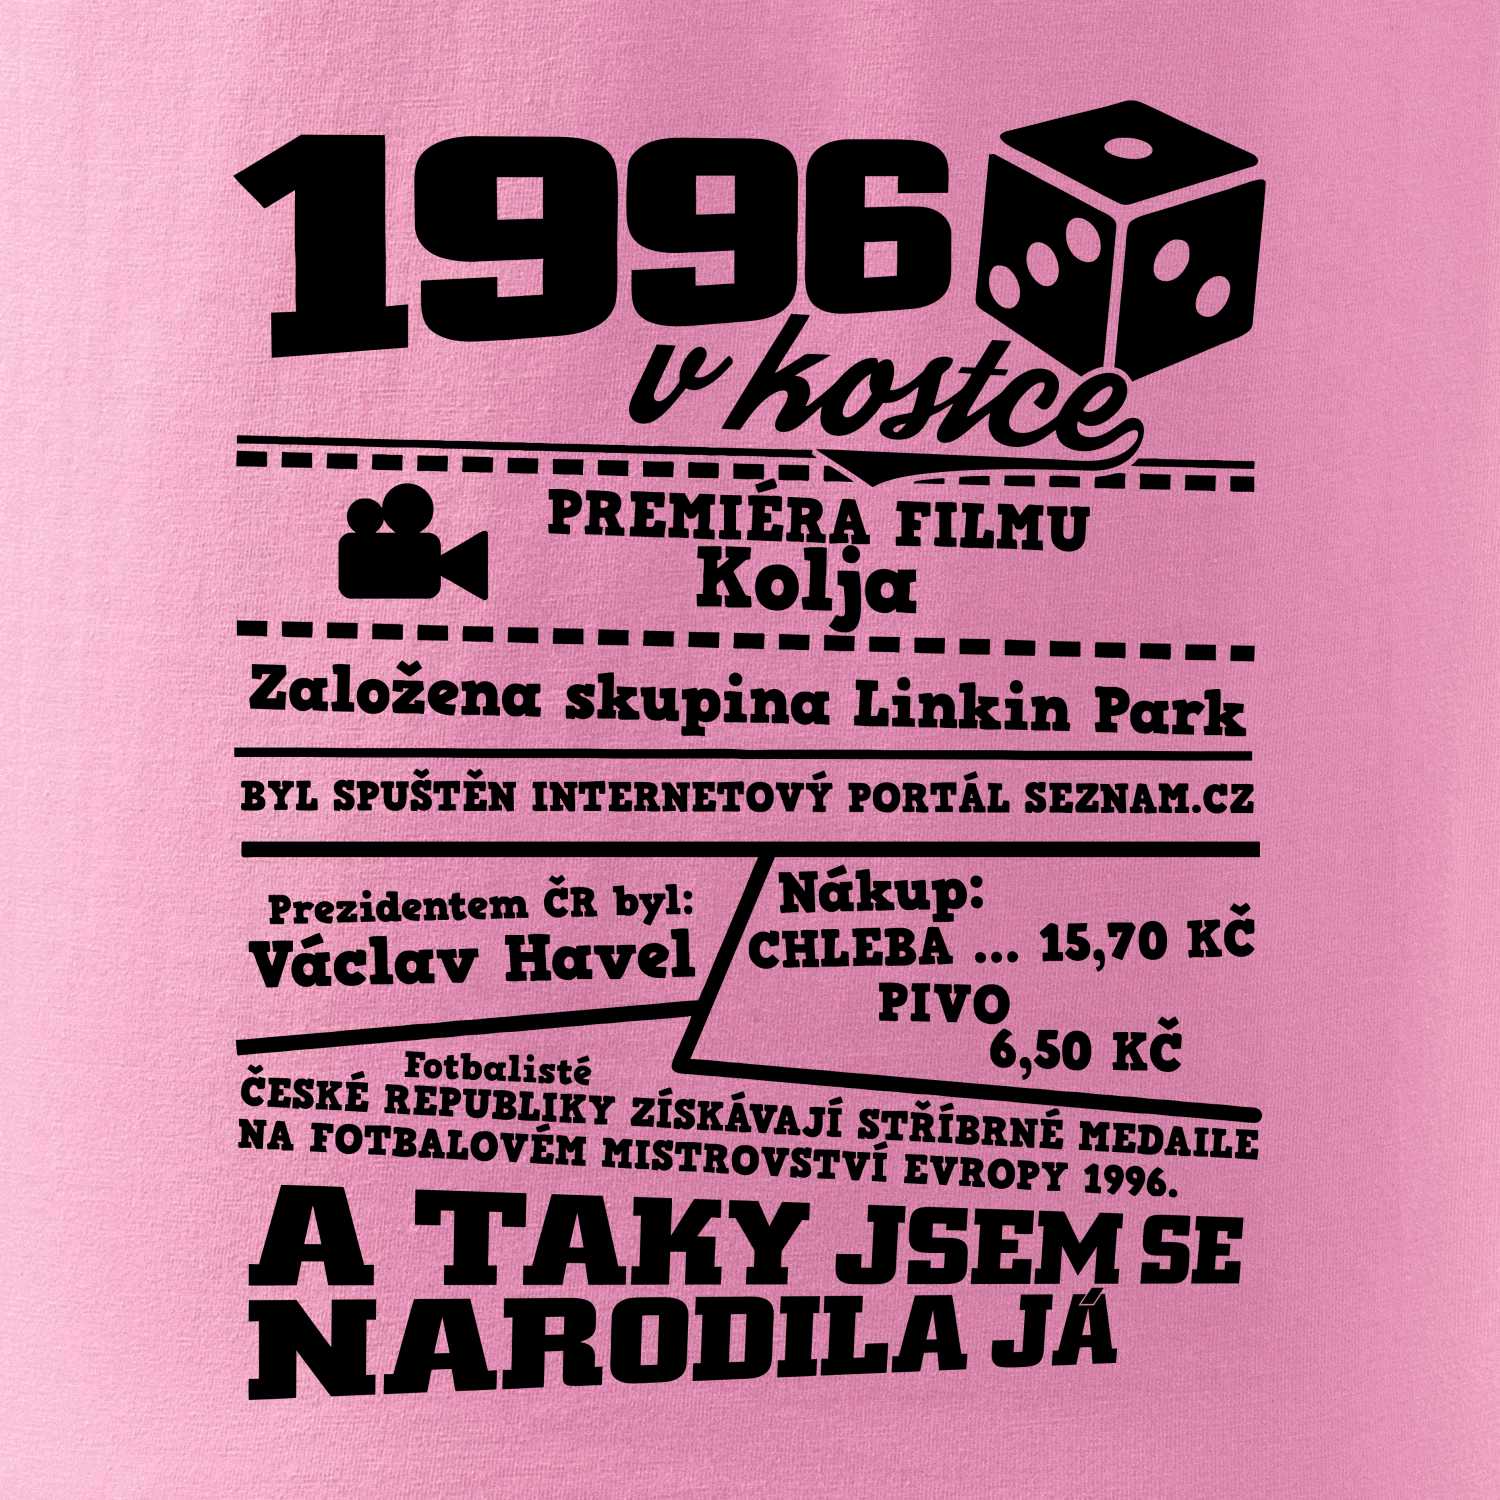 1996
v kostce
PREMIÉRA FILMU
Kolja
Založena skupina Linkin Park
BYL SPUŠTĚN INTERNETOVÝ PORTÁL SEZNAM.CZ
Prezidentem ČR byl:
Václav Havel
Nákup:
CHLEBA ... 15,70 KČ
PIVO
6,50 KČ
Fotbalisté
ČESKÉ REPUBLIKY ZÍSKÁVAJÍ STŘÍBRNÉ MEDAILE
NA FOTBALOVÉM MISTROVSTVÍ EVROPY 1996.
A TAKY JSEM SE
NARODILA JÁ